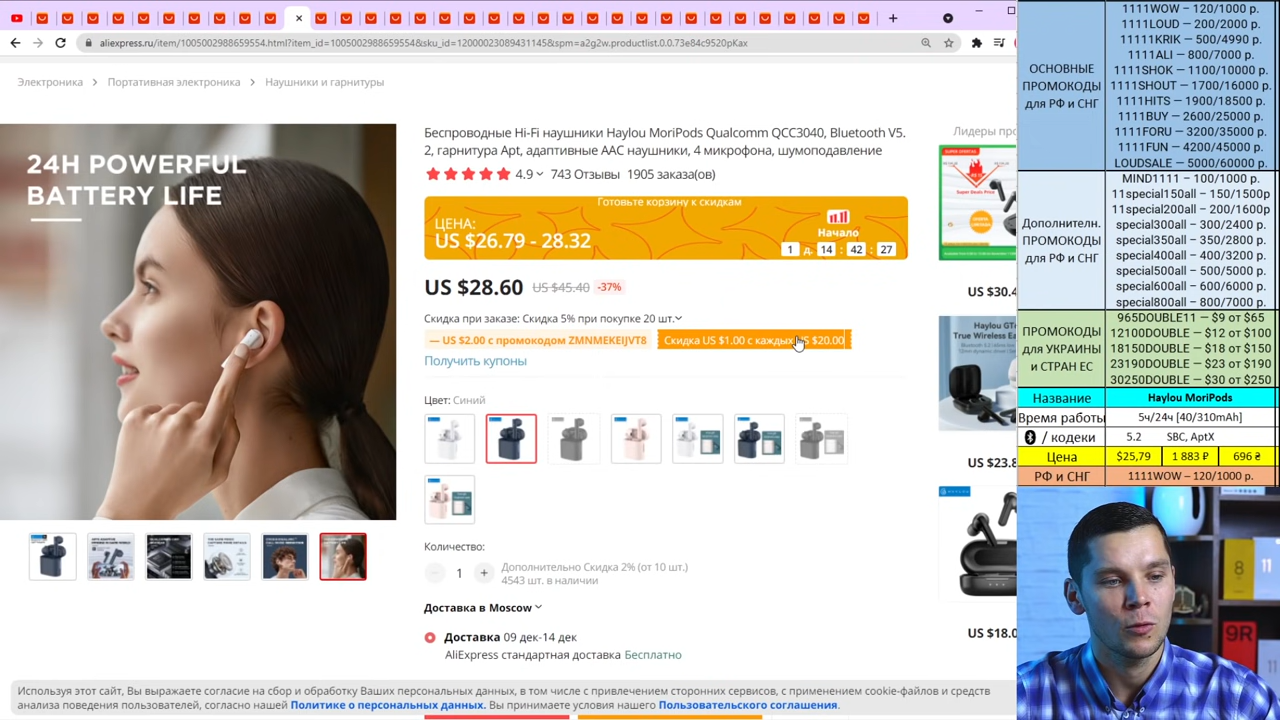 aliexpress.ru/item/1005002988659554.html?item_id=1005002988659554&sku_id=12000023089431145&spm=a2g2w.productlist.0.0.73e84c9520pKax
Электроника > Портативная электроника > Наушники и гарнитуры
24H POWERFUL
BATTERY LIFE
Беспроводные Hi-Fi наушники Haylou MoriPods Qualcomm QCC3040, Bluetooth V5.
2, гарнитура Apt, адаптивные AAC наушники, 4 микрофона, шумоподавление
4.9 743 Отзывы 1905 заказа(ов)
Готовьте корзину к скидкам
ЦЕНА:
US $26.79 - 28.32
Начало
1 д. 14 : 42 : 27
US $28.60 US $45.40 -37%
Скидка при заказе: Скидка 5% при покупке 20 шт.
— US $2.00 с промокодом ZMNMEKEIJVT8
Скидка US $1.00 с каждых US $20.00
Получить купоны
Цвет: Синий
Количество:
1
Дополнительно Скидка 2% (от 10 шт.)
4543 шт. в наличии
Доставка в Moscow
Доставка 09 дек-14 дек
AliExpress стандартная доставка Бесплатно
Используя этот сайт, Вы выражаете согласие на сбор и обработку Ваших персональных данных, в том числе с привлечением сторонних сервисов, с применением cookie-файлов и средств
анализа поведения пользователей, согласно нашей Политике о персональных данных. Вы принимаете условия нашего Пользовательского соглашения.
Лидеры про
Super Deals Price
US $30.4
Haylou GT
True Wireless Ea
US $23.8
US $18.0
ОСНОВНЫЕ
ПРОМОКОДЫ
для РФ и СНГ
1111WOW — 120/1000 р.
1111LOUD — 200/2000 р.
11111KRIK — 500/4990 р.
1111ALI — 800/7000 р.
1111SHOK — 1100/10000 р.
1111SHOUT — 1700/16000 р.
1111HITS — 1900/18500 р.
1111BUY — 2600/25000 р.
1111FORU — 3200/35000 р.
1111FUN — 4200/45000 р.
LOUDSALE — 5000/60000 р.
Дополнителн.
ПРОМОКОДЫ
для РФ и СНГ
MIND1111 — 100/1000 р.
11special150all – 150/1500р
11special200all – 200/1600р
special300all – 300/2400 р.
special350all – 350/2800 р.
special400all – 400/3200 р.
special500all – 500/5000 р.
special600all – 600/6000 р.
special800all – 800/7000 р.
ПРОМОКОДЫ
для УКРАИНЫ
и СТРАН ЕС
965DOUBLE11 — $9 от $65
12100DOUBLE — $12 от $100
18150DOUBLE — $18 от $150
23190DOUBLE — $23 от $190
30250DOUBLE — $30 от $250
Название Haylou MoriPods
Время работы 5ч/24ч [40/310mAh]
/ кодеки 5.2 SBC, AptX
Цена $25,79 1 883 ₽ 696 ₴
РФ и СНГ 1111WOW – 120/1000 р.
8
11
9R